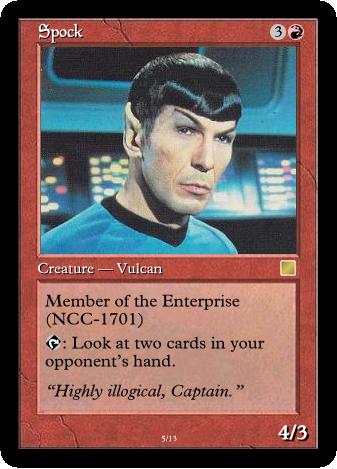 Spock 3
Creature — Vulcan
Member of the Enterprise
(NCC-1701)
: Look at two cards in your
opponent's hand.
"Highly illogical, Captain."
5/13
4/3